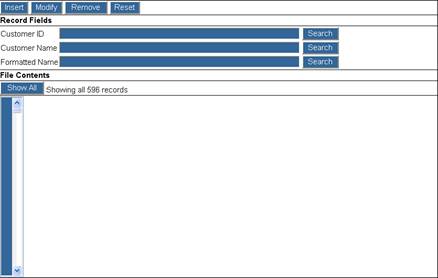 Insert Modify Remove Reset
Record Fields
Customer ID Search
Customer Name Search
Formatted Name Search
File Contents
Show All Showing all 596 records